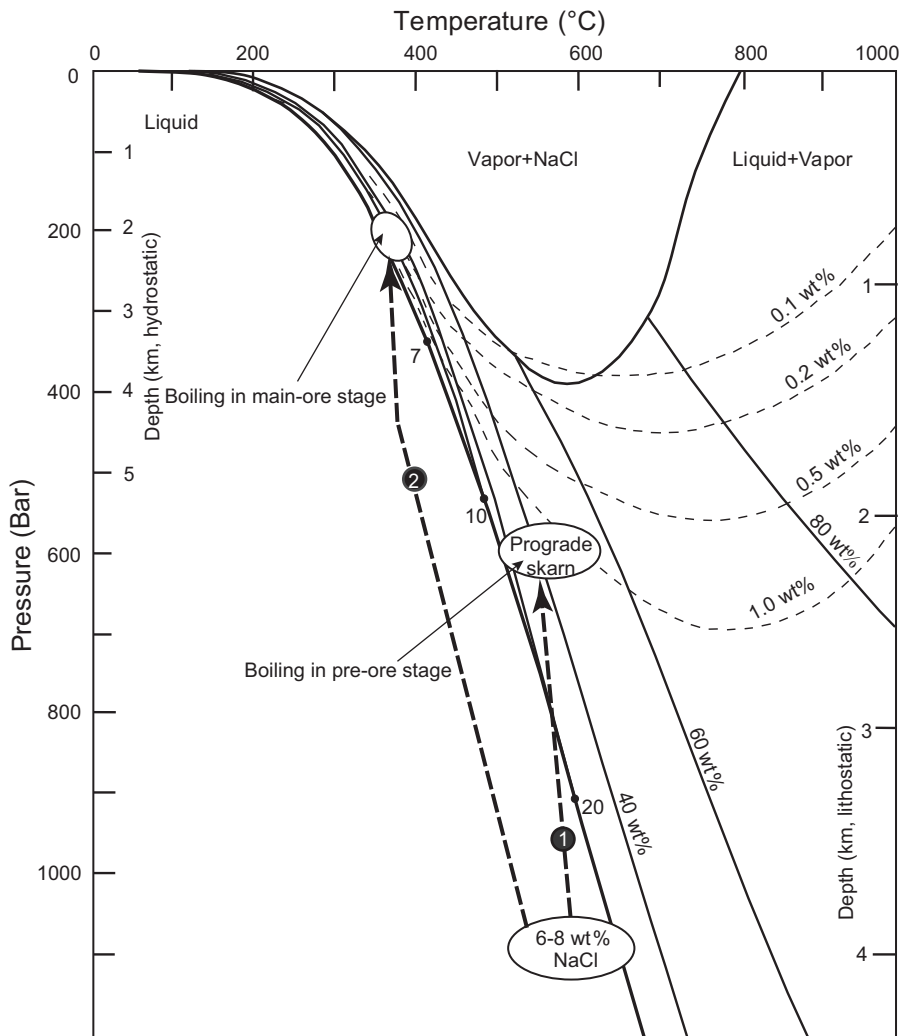 Temperature (°C)
0 200 400 600 800 1000
0
Liquid
Vapor+NaCl
Liquid+Vapor
1
200
2
1
3
0.1 wt%
7
400
4
0.2 wt%
Boiling in main-ore stage
Depth (km, hydrostatic)
5
2
0.5 wt%
10
2
80 wt%
Prograde
skarn
600
1.0 wt%
Pressure (Bar)
Boiling in pre-ore stage
800
3
60 wt%
20
40 wt%
1
1000
Depth (km, lithostatic)
6-8 wt%
NaCl
4